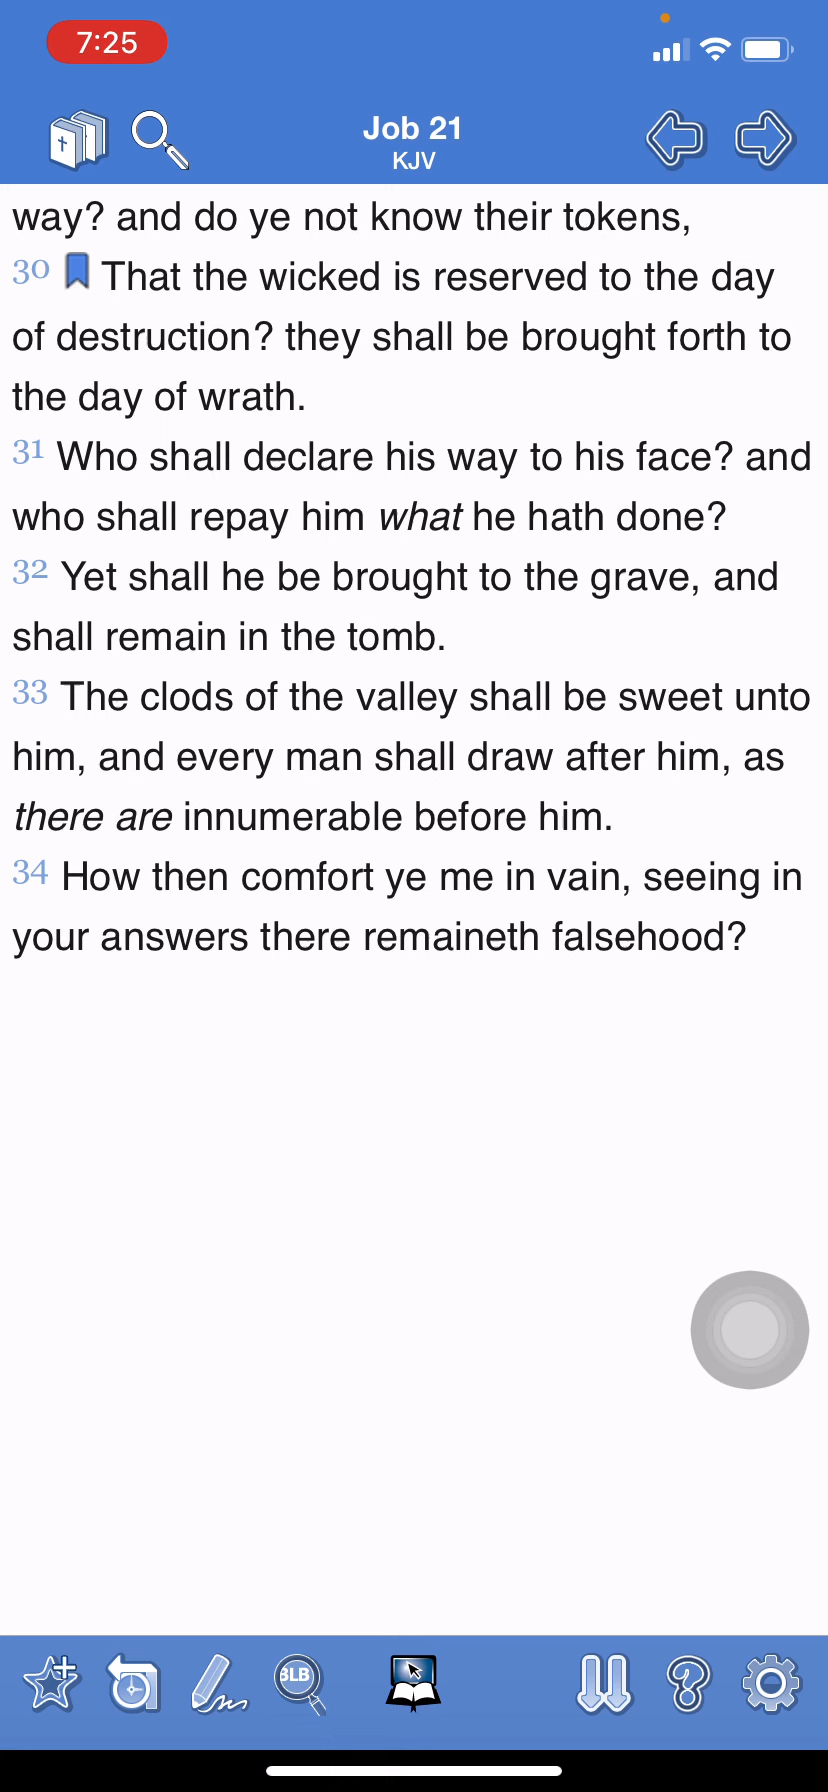 7:25
Job 21
KJV
way? and do ye not know their tokens,
30 That the wicked is reserved to the day
of destruction? they shall be brought forth to
the day of wrath.
31 Who shall declare his way to his face? and
who shall repay him what he hath done?
32 Yet shall he be brought to the grave, and
shall remain in the tomb.
33 The clods of the valley shall be sweet unto
him, and every man shall draw after him, as
there are innumerable before him.
34 How then comfort ye me in vain, seeing in
your answers there remaineth falsehood?
BLB